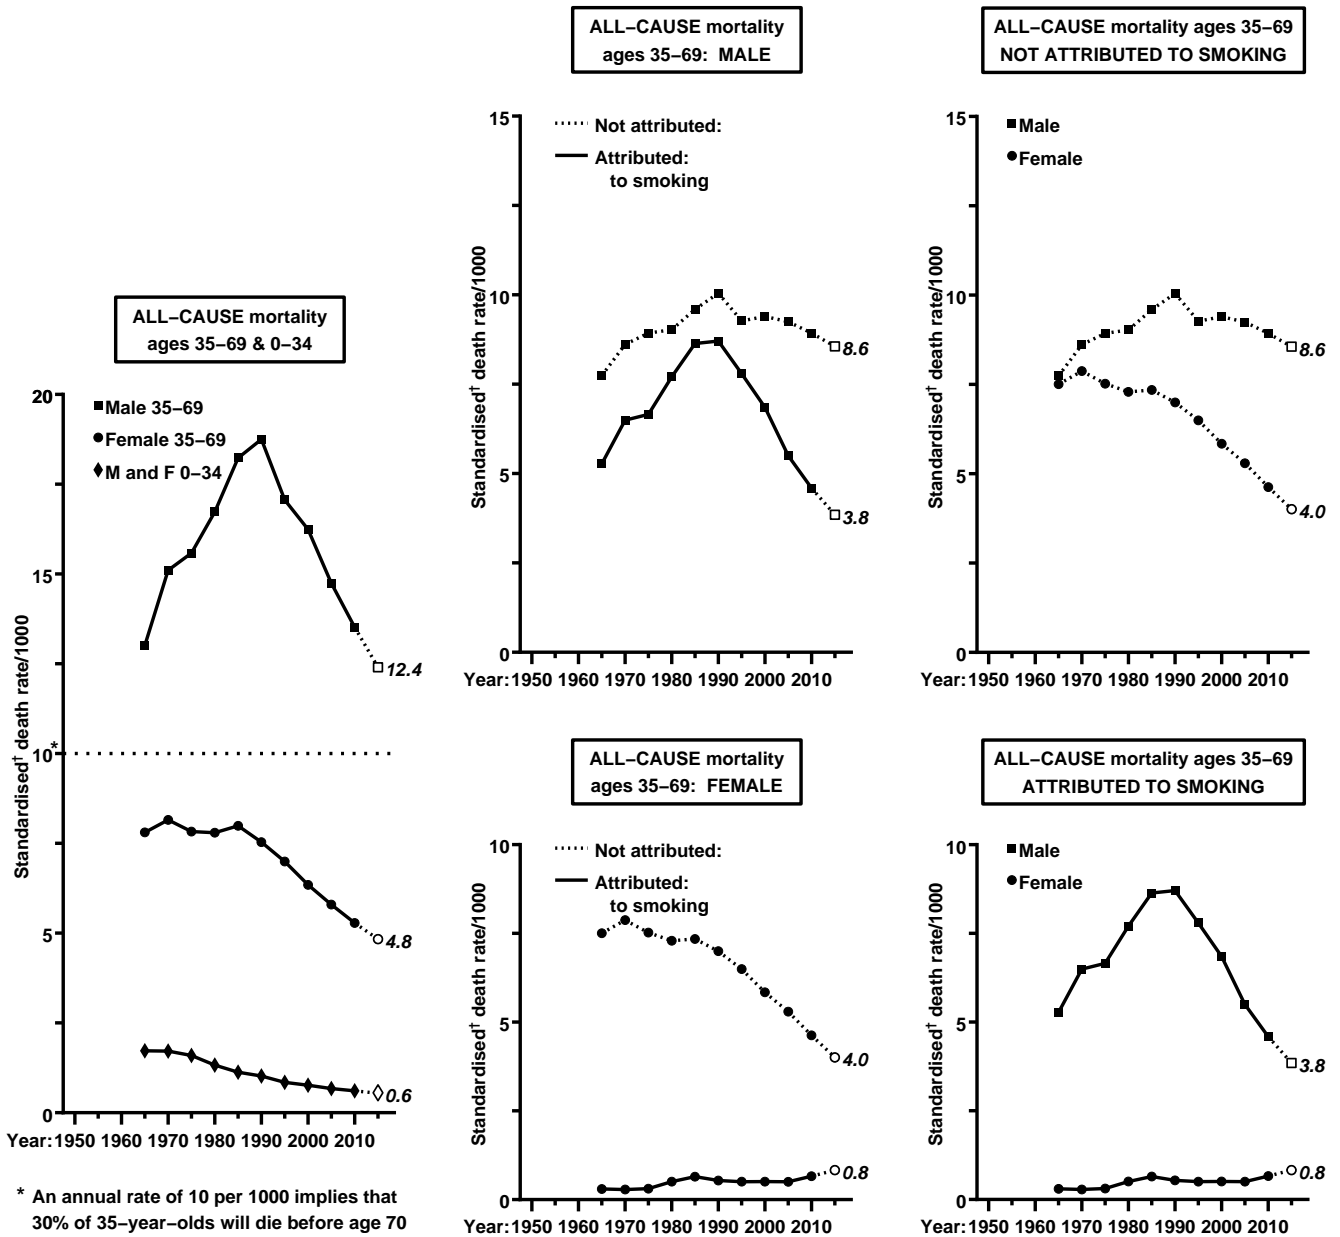 ALL–CAUSE mortality
ages 35–69 & 0–34
Standardised† death rate/1000
20
15
10*
5
0
Male 35–69
Female 35–69
M and F 0–34
12.4
4.8
0.6
Year: 1950 1960 1970 1980 1990 2000 2010
* An annual rate of 10 per 1000 implies that
30% of 35–year–olds will die before age 70
ALL–CAUSE mortality
ages 35–69: MALE
Standardised† death rate/1000
15
10
5
0
Not attributed:
Attributed:
to smoking
8.6
3.8
Year: 1950 1960 1970 1980 1990 2000 2010
ALL–CAUSE mortality ages 35–69
NOT ATTRIBUTED TO SMOKING
Standardised† death rate/1000
15
10
5
0
Male
Female
8.6
4.0
Year: 1950 1960 1970 1980 1990 2000 2010
ALL–CAUSE mortality
ages 35–69: FEMALE
Standardised† death rate/1000
10
5
0
Not attributed:
Attributed:
to smoking
4.0
0.8
Year: 1950 1960 1970 1980 1990 2000 2010
ALL–CAUSE mortality ages 35–69
ATTRIBUTED TO SMOKING
Standardised† death rate/1000
10
5
0
Male
Female
3.8
0.8
Year: 1950 1960 1970 1980 1990 2000 2010